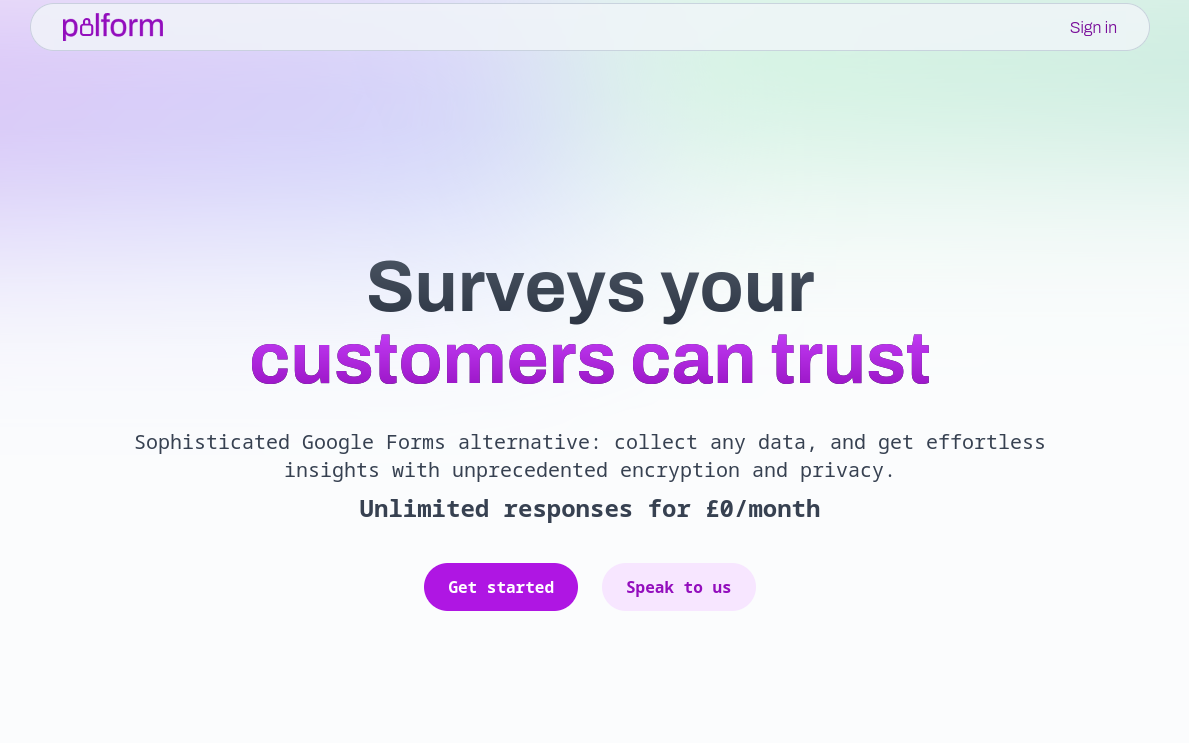 palform
Sign in
Surveys your
customers can trust
Sophisticated Google Forms alternative: collect any data, and get effortless
insights with unprecedented encryption and privacy.
Unlimited responses for £0/month
Get started
Speak to us